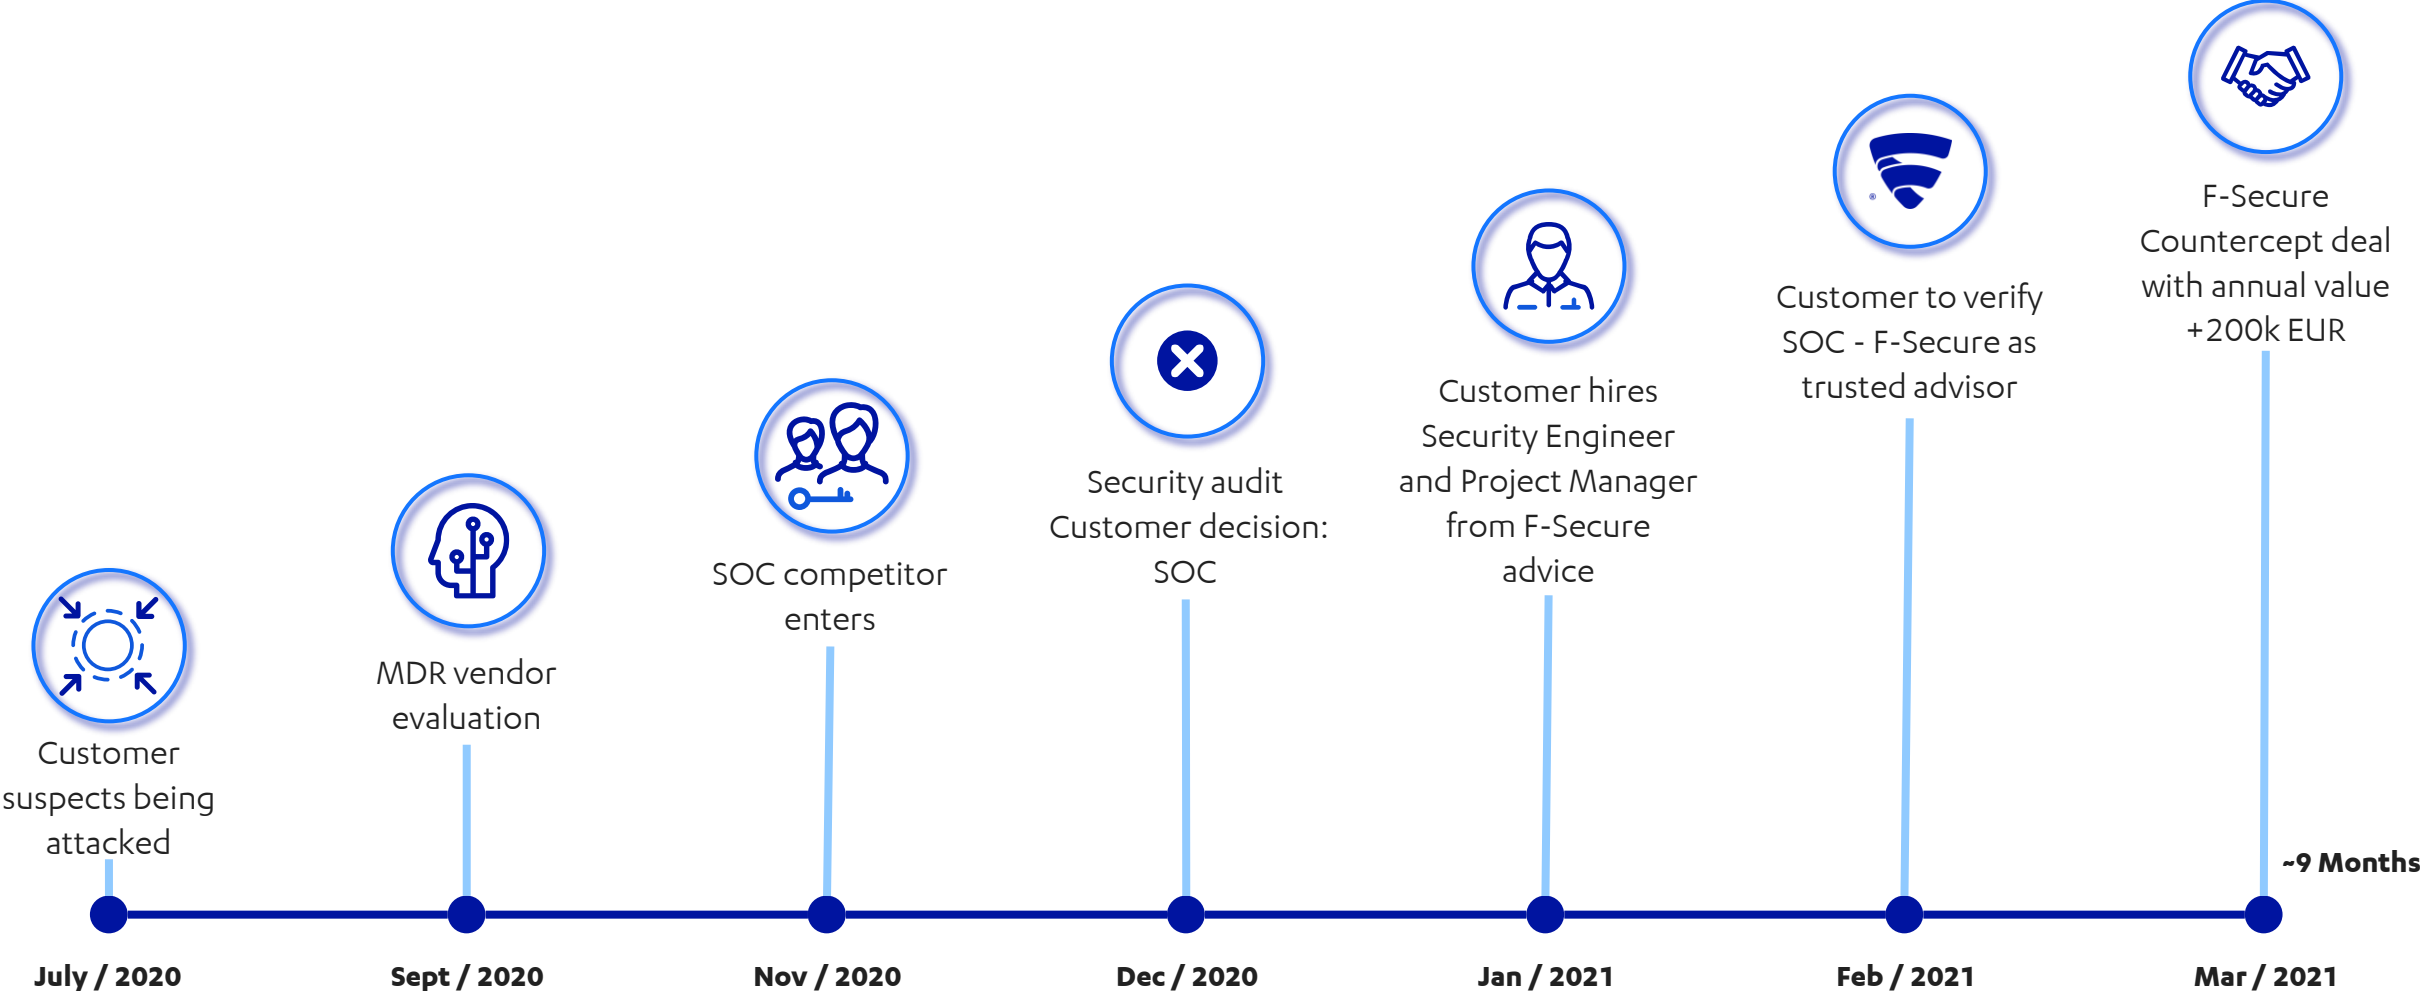 Customer
suspects being
attacked
MDR vendor
evaluation
SOC competitor
enters
Security audit
Customer decision:
SOC
Customer hires
Security Engineer
and Project Manager
from F-Secure
advice
Customer to verify
SOC - F-Secure as
trusted advisor
F-Secure
Countercept deal
with annual value
+200k EUR
~9 Months
July / 2020
Sept / 2020
Nov / 2020
Dec / 2020
Jan / 2021
Feb / 2021
Mar / 2021
®